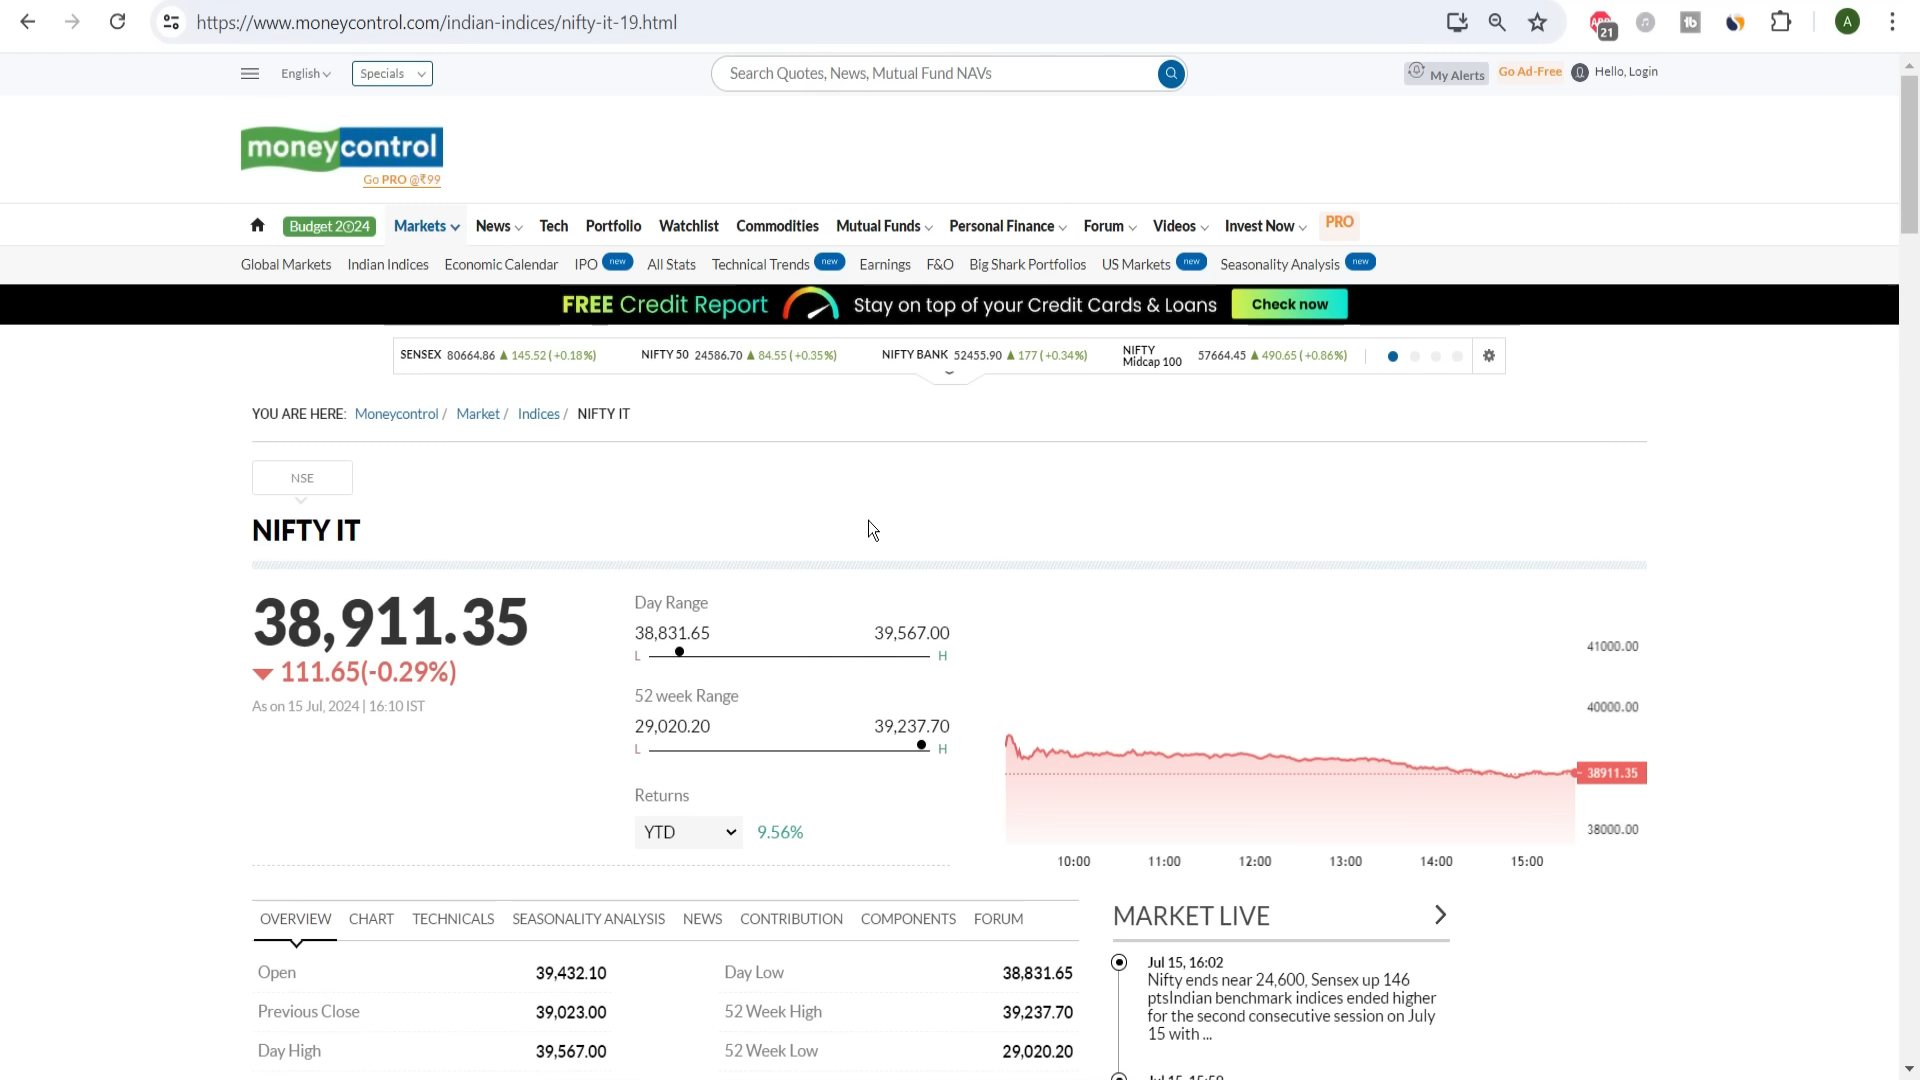 https://www.moneycontrol.com/indian-indices/nifty-it-19.html
21
A
English
Specials
Search Quotes, News, Mutual Fund NAVs
My Alerts
Go Ad-Free
Hello, Login
moneycontrol
Go PRO @₹99
Budget 2024
Markets
News
Tech
Portfolio
Watchlist
Commodities
Mutual Funds
Personal Finance
Forum
Videos
Invest Now
PRO
Global Markets
Indian Indices
Economic Calendar
IPO new
All Stats
Technical Trends new
Earnings
F&O
Big Shark Portfolios
US Markets new
Seasonality Analysis new
FREE Credit Report
Stay on top of your Credit Cards & Loans
Check now
SENSEX 80664.86 ▲ 145.52 (+0.18%)
NIFTY 50 24586.70 ▲ 84.55 (+0.35%)
NIFTY BANK 52455.90 ▲ 177 (+0.34%)
NIFTY Midcap 100 57664.45 ▲ 490.65 (+0.86%)
YOU ARE HERE: Moneycontrol / Market / Indices / NIFTY IT
NSE
NIFTY IT
38,911.35
▼ 111.65(-0.29%)
As on 15 Jul, 2024 | 16:10 IST
Day Range
38,831.65 39,567.00
L H
52 week Range
29,020.20 39,237.70
L H
Returns
YTD 9.56%
41000.00
40000.00
38911.35
38000.00
10:00 11:00 12:00 13:00 14:00 15:00
OVERVIEW CHART TECHNICALS SEASONALITY ANALYSIS NEWS CONTRIBUTION COMPONENTS FORUM
Open 39,432.10
Previous Close 39,023.00
Day High 39,567.00
Day Low 38,831.65
52 Week High 39,237.70
52 Week Low 29,020.20
MARKET LIVE
Jul 15, 16:02
Nifty ends near 24,600, Sensex up 146
ptsIndian benchmark indices ended higher
for the second consecutive session on July
15 with ...